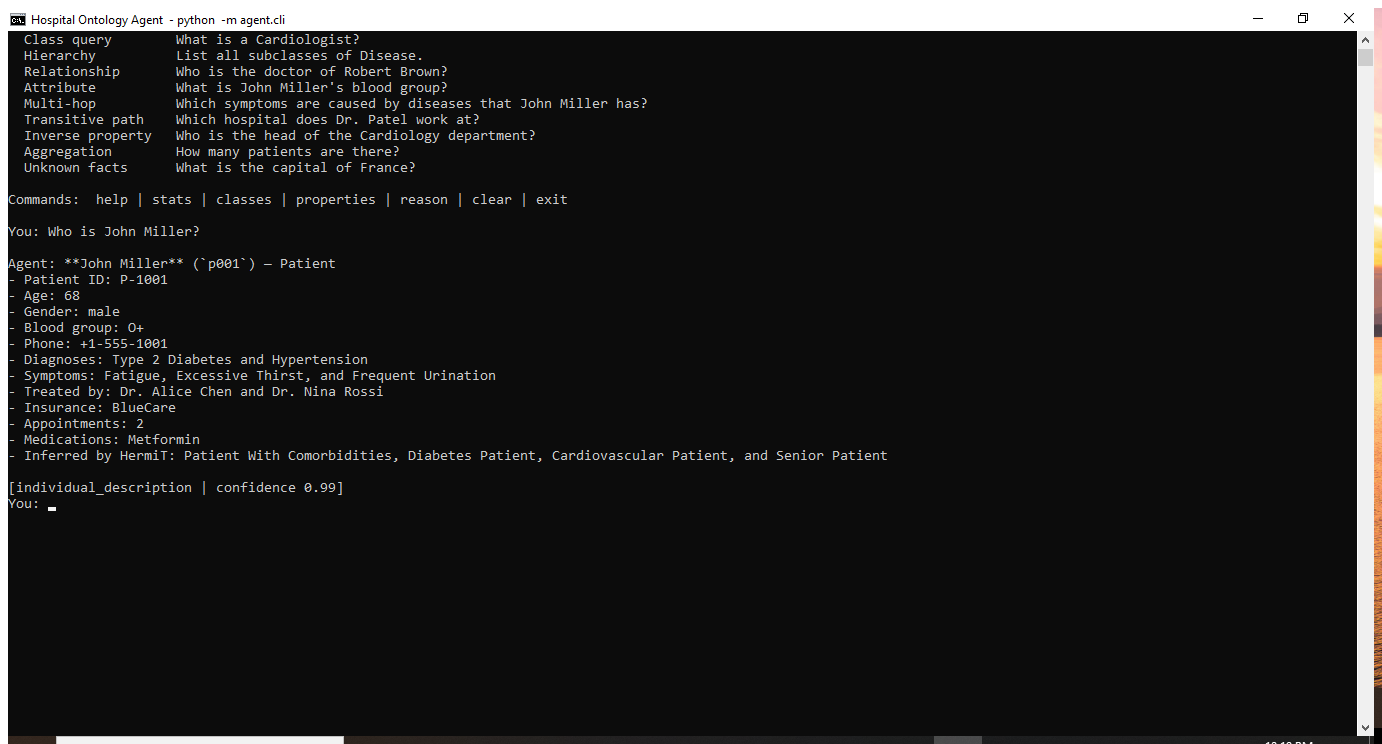 Hospital Ontology Agent - python -m agent.cli
Class query        What is a Cardiologist?
Hierarchy          List all subclasses of Disease.
Relationship       Who is the doctor of Robert Brown?
Attribute          What is John Miller's blood group?
Multi-hop          Which symptoms are caused by diseases that John Miller has?
Transitive path    Which hospital does Dr. Patel work at?
Inverse property   Who is the head of the Cardiology department?
Aggregation        How many patients are there?
Unknown facts      What is the capital of France?
Commands:  help | stats | classes | properties | reason | clear | exit
You: Who is John Miller?
Agent: **John Miller** (`p001`) — Patient
- Patient ID: P-1001
- Age: 68
- Gender: male
- Blood group: O+
- Phone: +1-555-1001
- Diagnoses: Type 2 Diabetes and Hypertension
- Symptoms: Fatigue, Excessive Thirst, and Frequent Urination
- Treated by: Dr. Alice Chen and Dr. Nina Rossi
- Insurance: BlueCare
- Appointments: 2
- Medications: Metformin
- Inferred by HermiT: Patient With Comorbidities, Diabetes Patient, Cardiovascular Patient, and Senior Patient
[individual_description | confidence 0.99]
You: